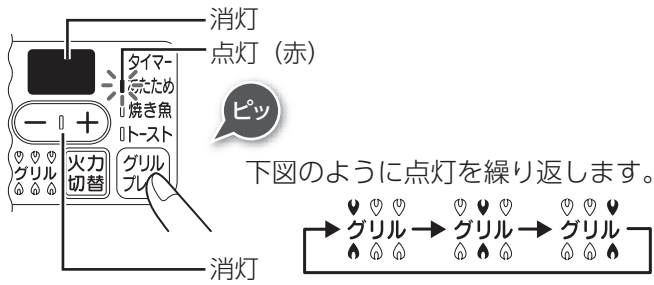 消灯
点灯（赤）
タイマー
あたため
焼き魚
トースト
ピッ
－ ＋
グリル
火力
切替
グリル
プレ
下図のように点灯を繰り返します。
グリル グリル グリル
消灯